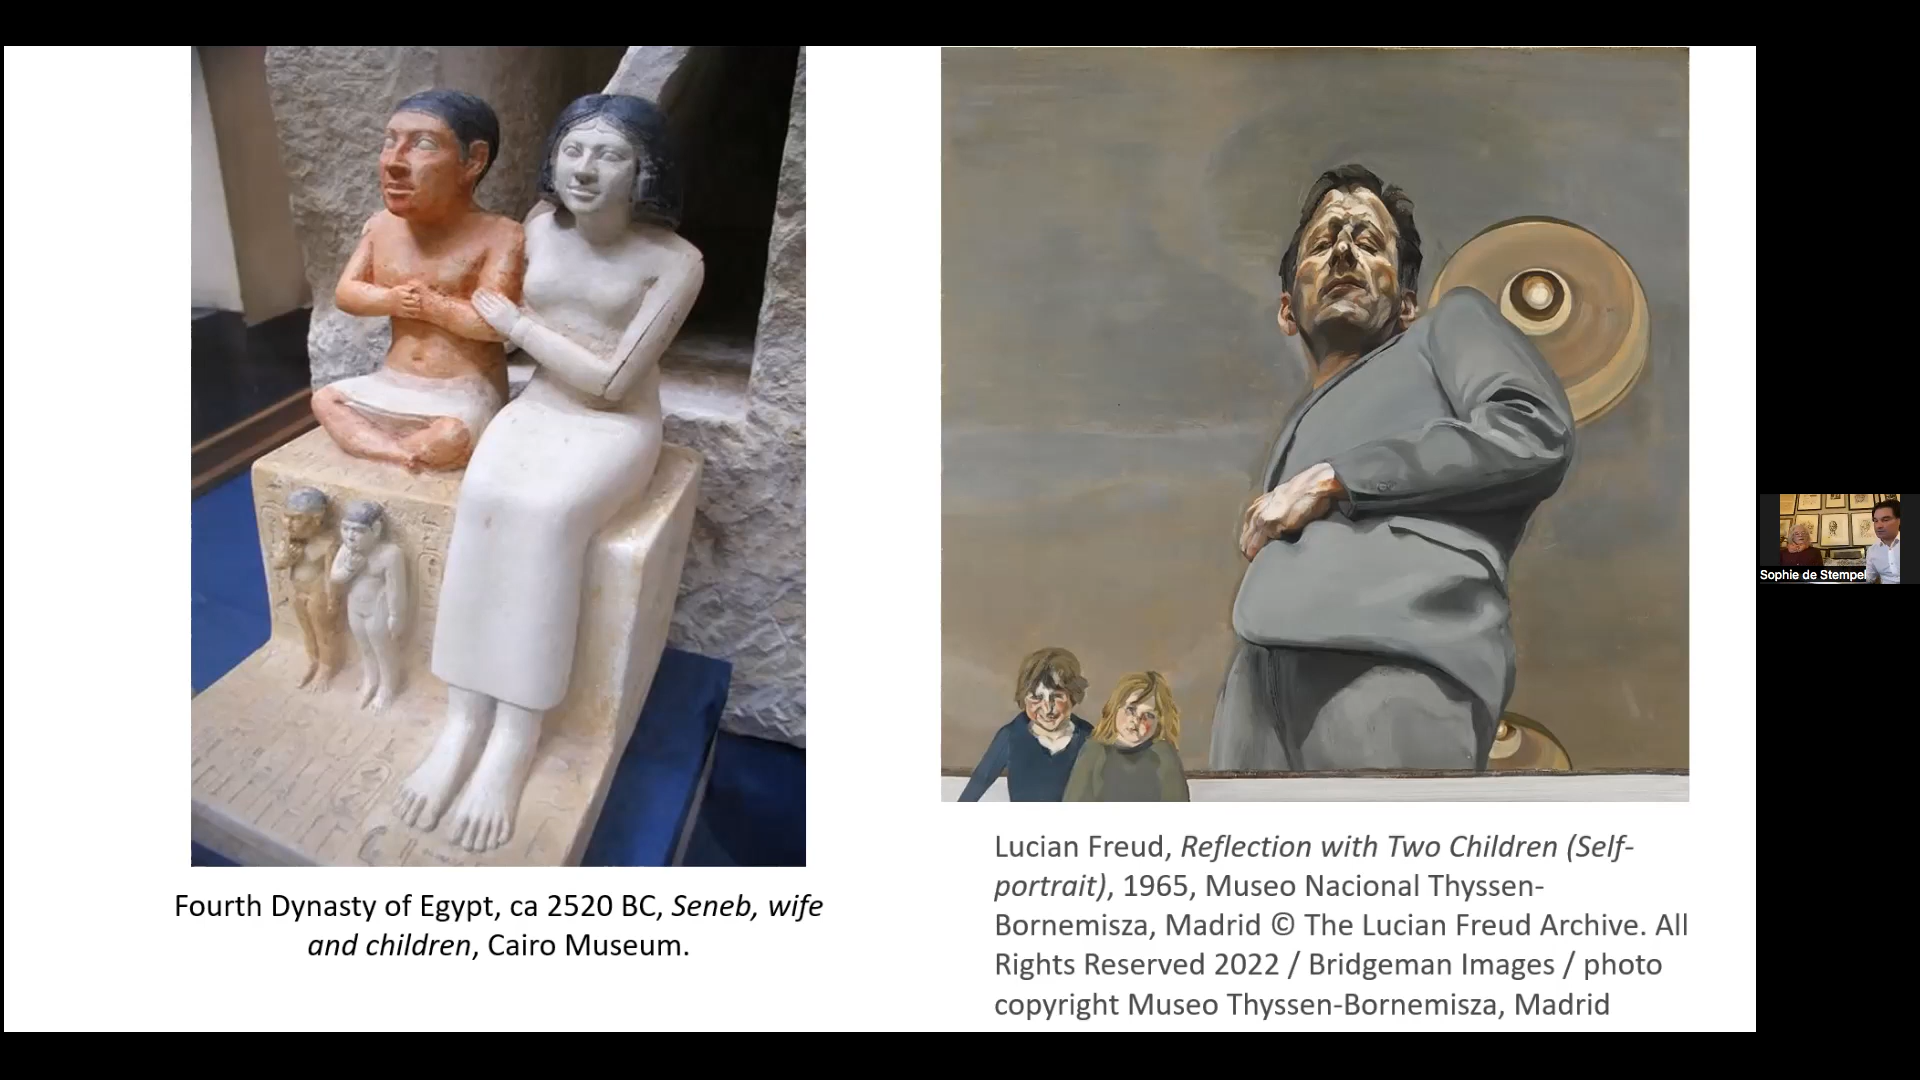 Fourth Dynasty of Egypt, ca 2520 BC, Seneb, wife
and children, Cairo Museum.
Lucian Freud, Reflection with Two Children (Self-
portrait), 1965, Museo Nacional Thyssen-
Bornemisza, Madrid © The Lucian Freud Archive. All
Rights Reserved 2022 / Bridgeman Images / photo
copyright Museo Thyssen-Bornemisza, Madrid
Sophie de Stempel